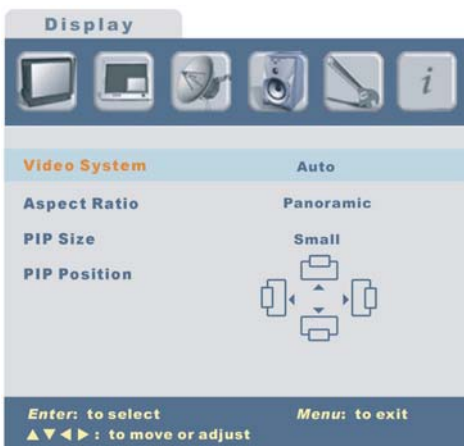 Display
i
Video System Auto
Aspect Ratio Panoramic
PIP Size Small
PIP Position
Enter: to select Menu: to exit
▲▼◀▶: to move or adjust